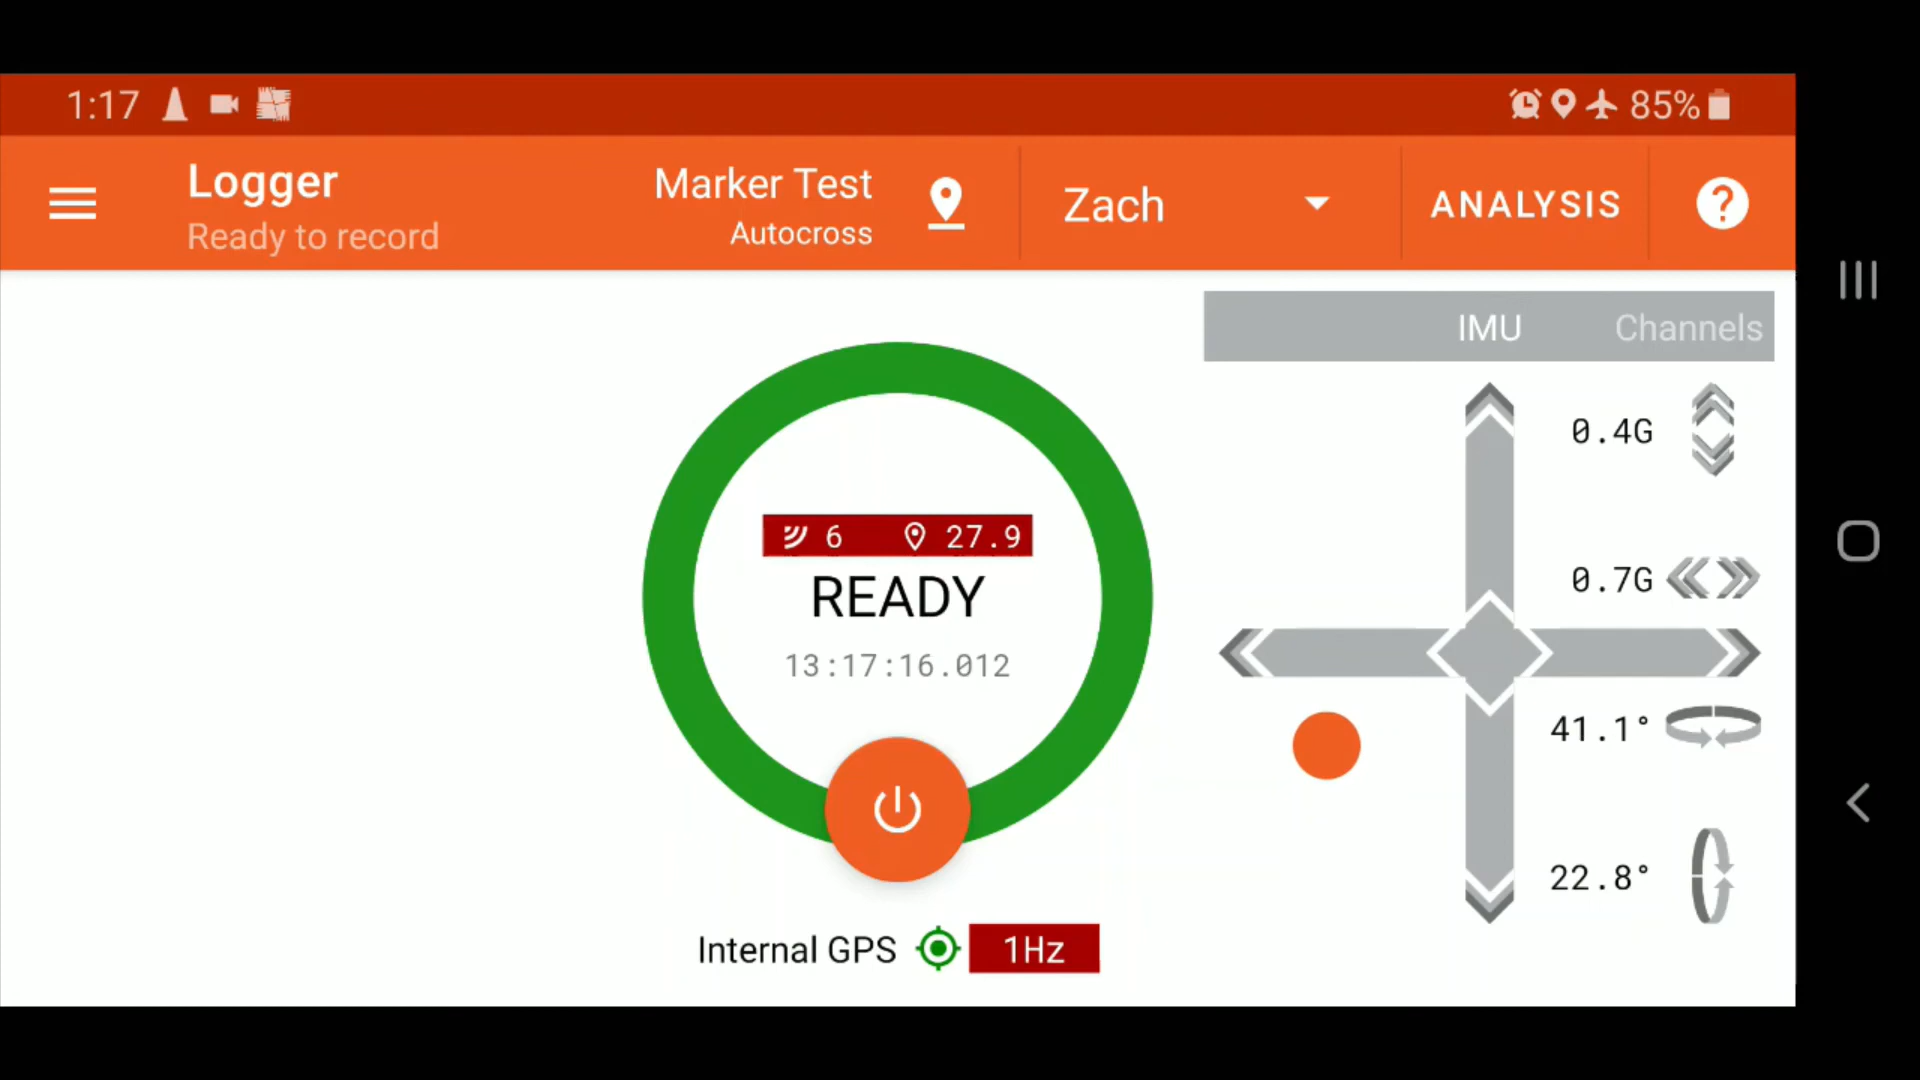 1:17
85%
Logger
Ready to record
Marker Test
Autocross
Zach
ANALYSIS
IMU
Channels
6
27.9
READY
13:17:16.012
Internal GPS
1Hz
0.4G
0.7G
41.1°
22.8°